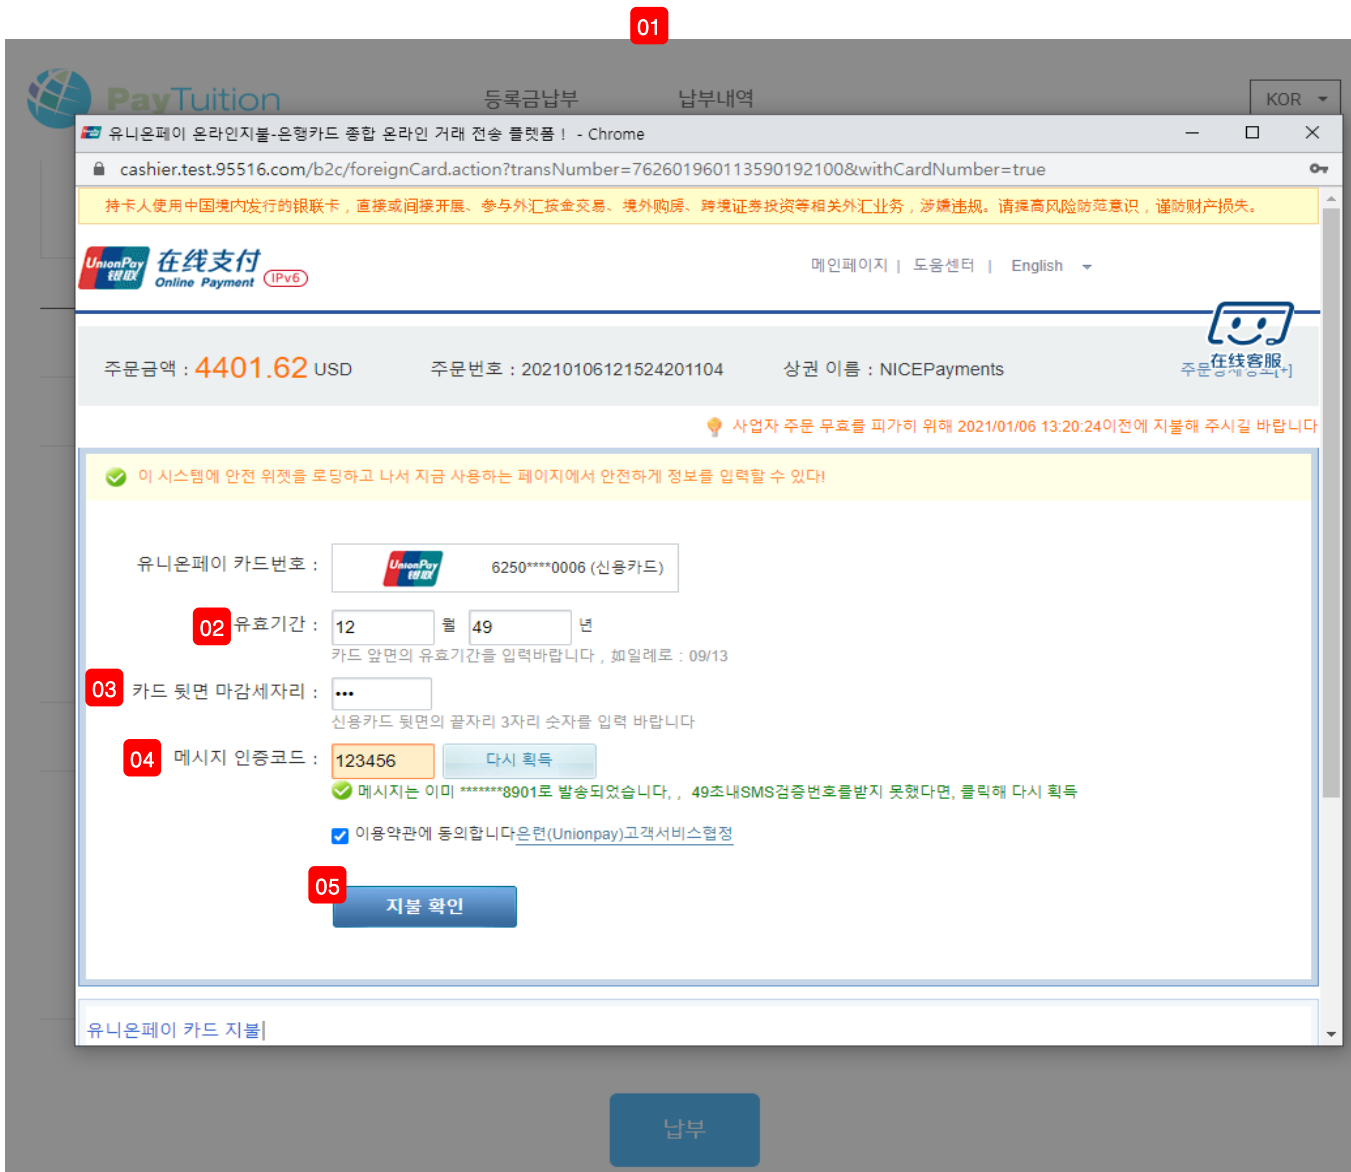 01
PayTuition 등록금납부 납부내역 KOR
유니온페이 온라인지불-은행카드 종합 온라인 거래 전송 플렛폼！ - Chrome
cashier.test.95516.com/b2c/foreignCard.action?transNumber=762601960113590192100&withCardNumber=true
持卡人使用中国境内发行的银联卡，直接或间接开展、参与外汇按金交易、境外购房、跨境证券投资等相关外汇业务，涉嫌违规。请提高风险防范意识，谨防财产损失。
UnionPay 银联 在线支付 Online Payment IPv6
메인페이지 | 도움센터 | English
在线客服
주문금액 : 4401.62 USD 주문번호 : 20210106121524201104 상권 이름 : NICEPayments 주문상세정보[+]
사업자 주문 무효를 피가히 위해 2021/01/06 13:20:24이전에 지불해 주시길 바랍니다
이 시스템에 안전 위젯을 로딩하고 나서 지금 사용하는 페이지에서 안전하게 정보를 입력할 수 있다!
유니온페이 카드번호 : UnionPay 银联 6250****0006 (신용카드)
02 유효기간 : 12 월 49 년
카드 앞면의 유효기간을 입력바랍니다 , 如일례로 : 09/13
03 카드 뒷면 마감세자리 : •••
신용카드 뒷면의 끝자리 3자리 숫자를 입력 바랍니다
04 메시지 인증코드 : 123456 다시 획득
메시지는 이미 *******8901로 발송되었습니다, , 49초내SMS검증번호를받지 못했다면, 클릭해 다시 획득
이용약관에 동의합니다은련(Unionpay)고객서비스협정
05
지불 확인
유니온페이 카드 지불
납부